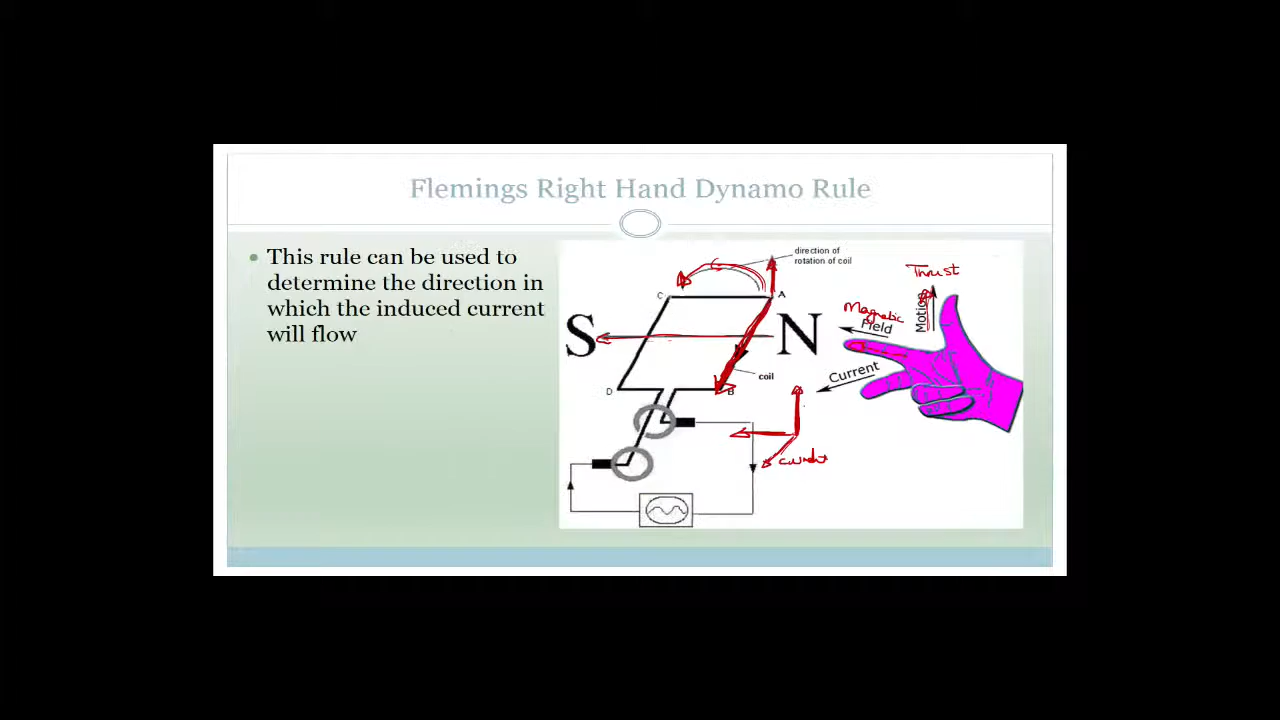 Flemings Right Hand Dynamo Rule
This rule can be used to
determine the direction in
which the induced current
will flow
direction of
rotation of coil
C
A
S
N
coil
D
B
Thrust
Motion
Magnetic
Field
Current
current